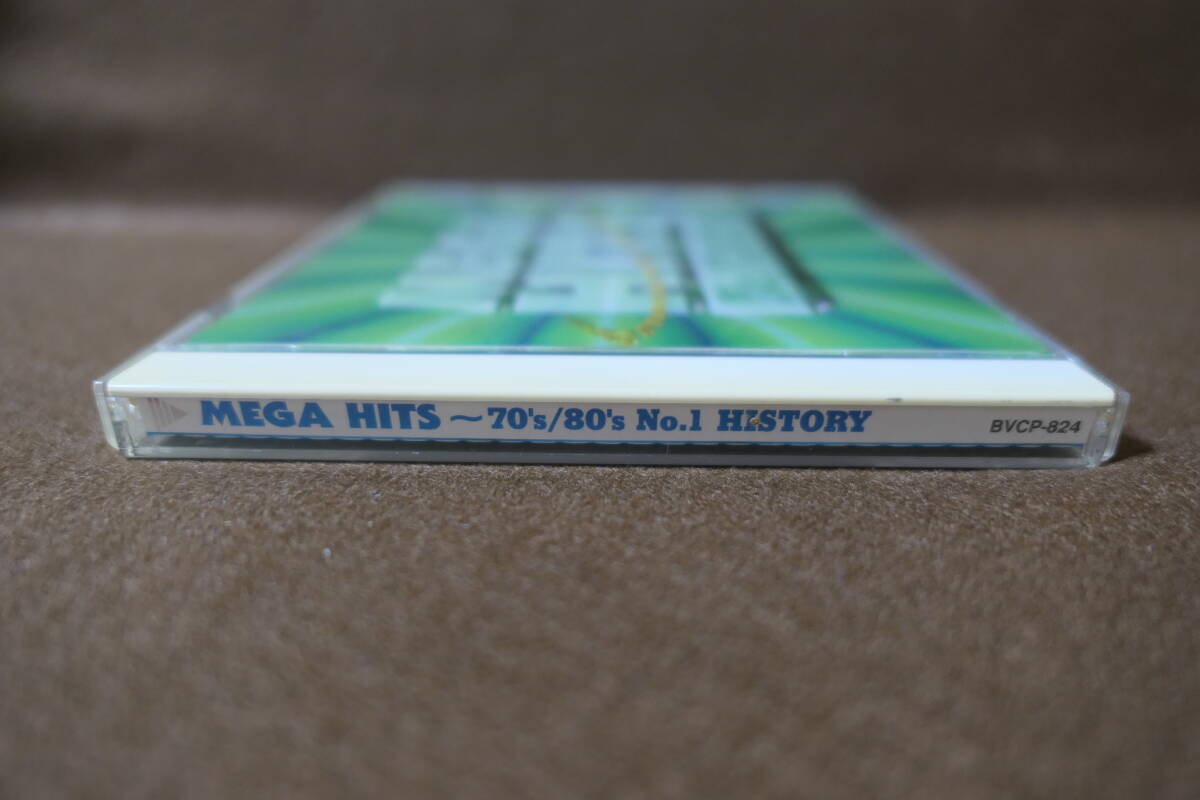 MEGA HITS ~70's/80's No.1 HISTORY BVCP-824